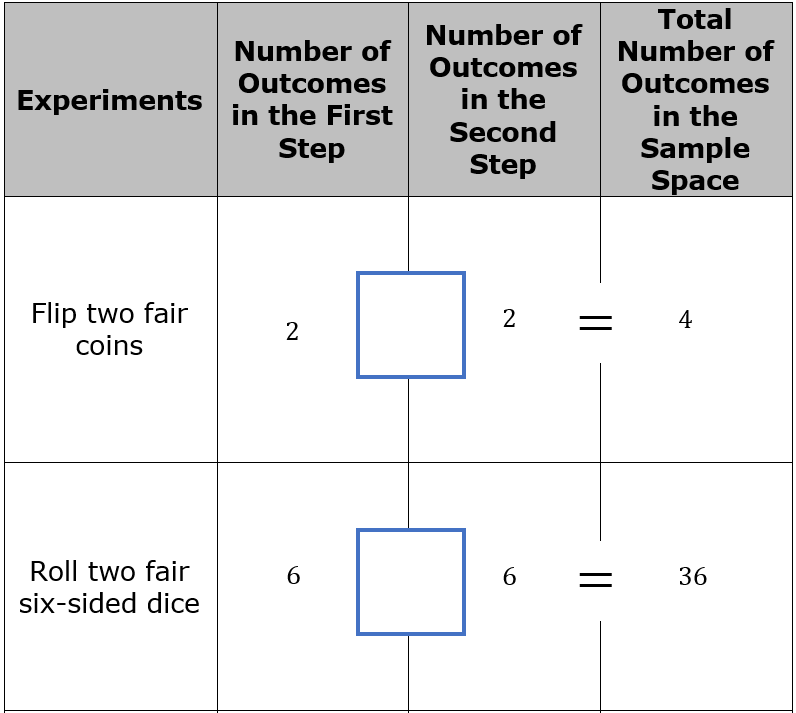 Experiments
Number of
Outcomes
in the First
Step
Number of
Outcomes
in the
Second
Step
Total
Number of
Outcomes
in the
Sample
Space
Flip two fair
coins
2
2
=
4
Roll two fair
six-sided dice
6
6
=
36